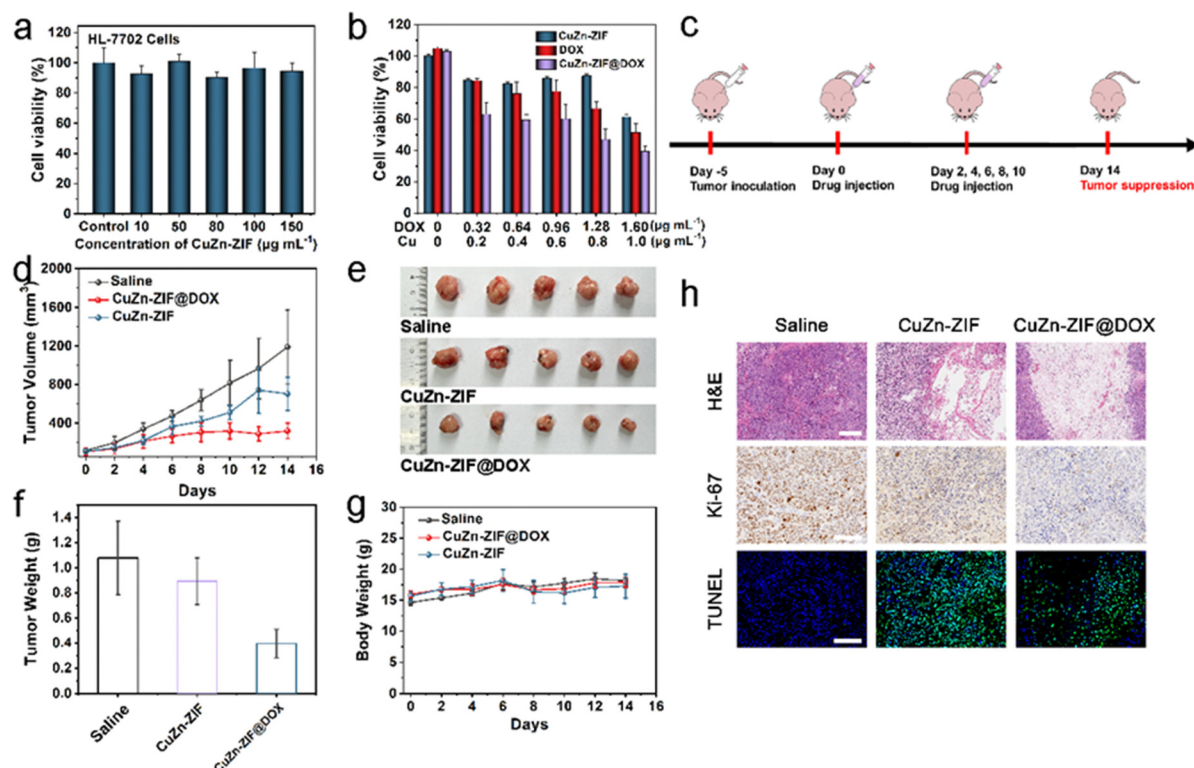 a
HL-7702 Cells
120
100
80
60
40
20
0
Cell viability (%)
Control 10 50 80 100 150
Concentration of CuZn-ZIF (µg mL⁻¹)
b
CuZn-ZIF
DOX
CuZn-ZIF@DOX
120
100
80
60
40
20
0
Cell viability (%)
DOX 0 0.32 0.64 0.96 1.28 1.60 (µg mL⁻¹)
Cu 0 0.2 0.4 0.6 0.8 1.0 (µg mL⁻¹)
c
Day -5
Tumor inoculation
Day 0
Drug injection
Day 2, 4, 6, 8, 10
Drug injection
Day 14
Tumor suppression
d
Saline
CuZn-ZIF@DOX
CuZn-ZIF
2000
1600
1200
800
400
Tumor Volume (mm³)
0 2 4 6 8 10 12 14 16
Days
e
Saline
CuZn-ZIF
CuZn-ZIF@DOX
f
1.4
1.2
1.0
0.8
0.6
0.4
0.2
0.0
Tumor Weight (g)
Saline
CuZn-ZIF
CuZn-ZIF@DOX
g
Saline
CuZn-ZIF@DOX
CuZn-ZIF
30
25
20
15
10
5
0
Body Weight (g)
0 2 4 6 8 10 12 14 16
Days
h
Saline CuZn-ZIF CuZn-ZIF@DOX
H&E
Ki-67
TUNEL